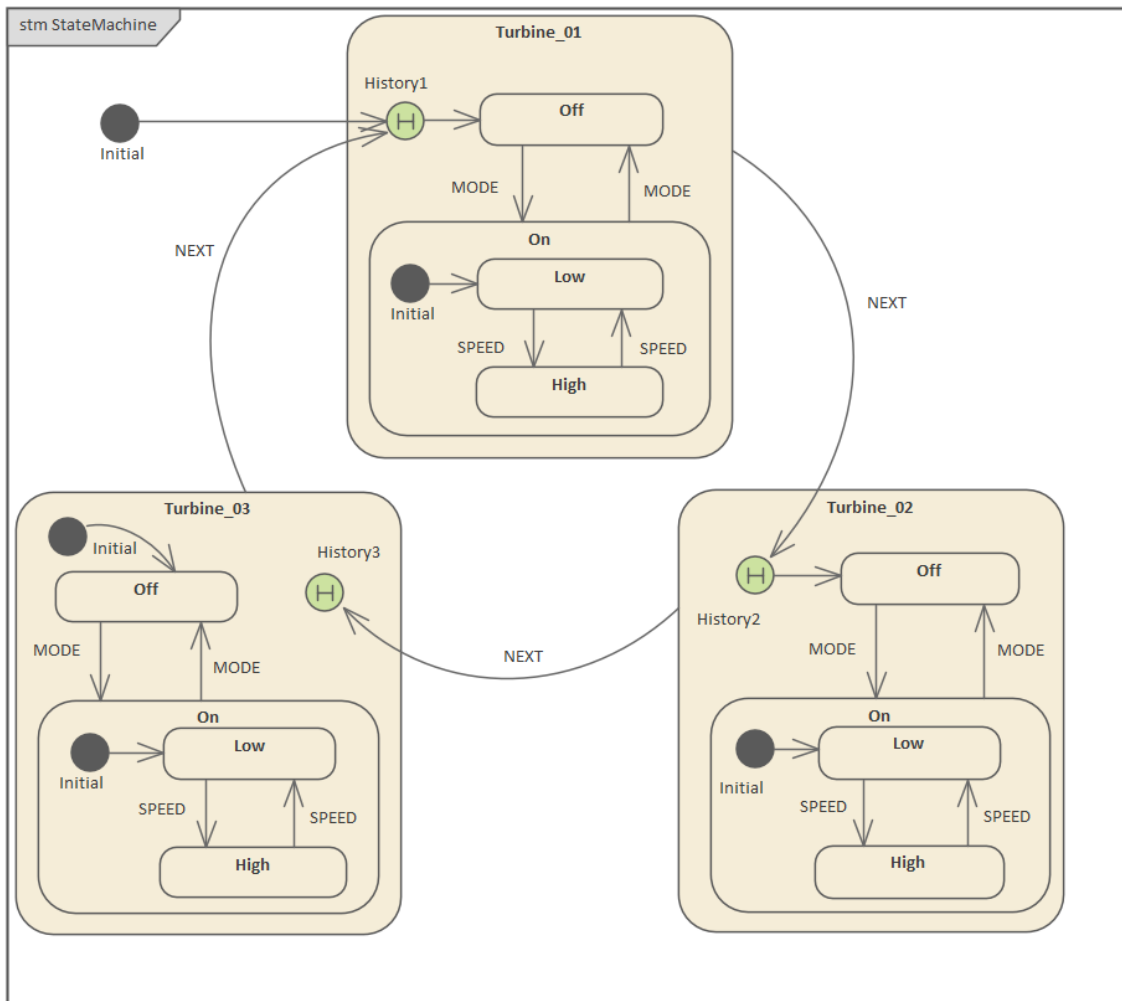 stm StateMachine
Turbine_01
History1
Off
Initial
MODE
MODE
On
Low
Initial
SPEED
SPEED
High
NEXT
NEXT
Turbine_03
Initial
History3
Off
MODE
MODE
On
Low
Initial
SPEED
SPEED
High
NEXT
Turbine_02
Off
History2
MODE
MODE
On
Low
Initial
SPEED
SPEED
High
H
H
H